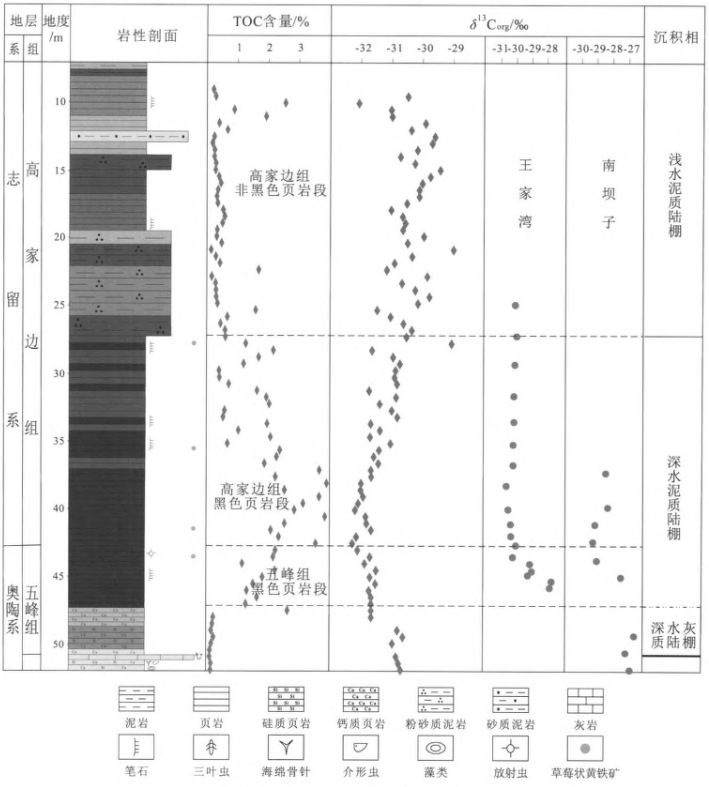 地层 地度/m 岩性剖面 TOC含量/% δ13Corg/‰ 沉积相
系 组 1 2 3 -32 -31 -30 -29 -31-30-29-28 -30-29-28-27
10
15
20
25
30
35
40
45
50
志留系
奥陶系
高家边组
五峰组
高家边组
非黑色页岩段
高家边组
黑色页岩段
五峰组
黑色页岩段
王家湾
南坝子
浅水泥质陆棚
深水泥质陆棚
深水灰
质陆棚
泥岩 页岩 硅质页岩 钙质页岩 粉砂质泥岩 砂质泥岩 灰岩
笔石 三叶虫 海绵骨针 介形虫 藻类 放射虫 草莓状黄铁矿